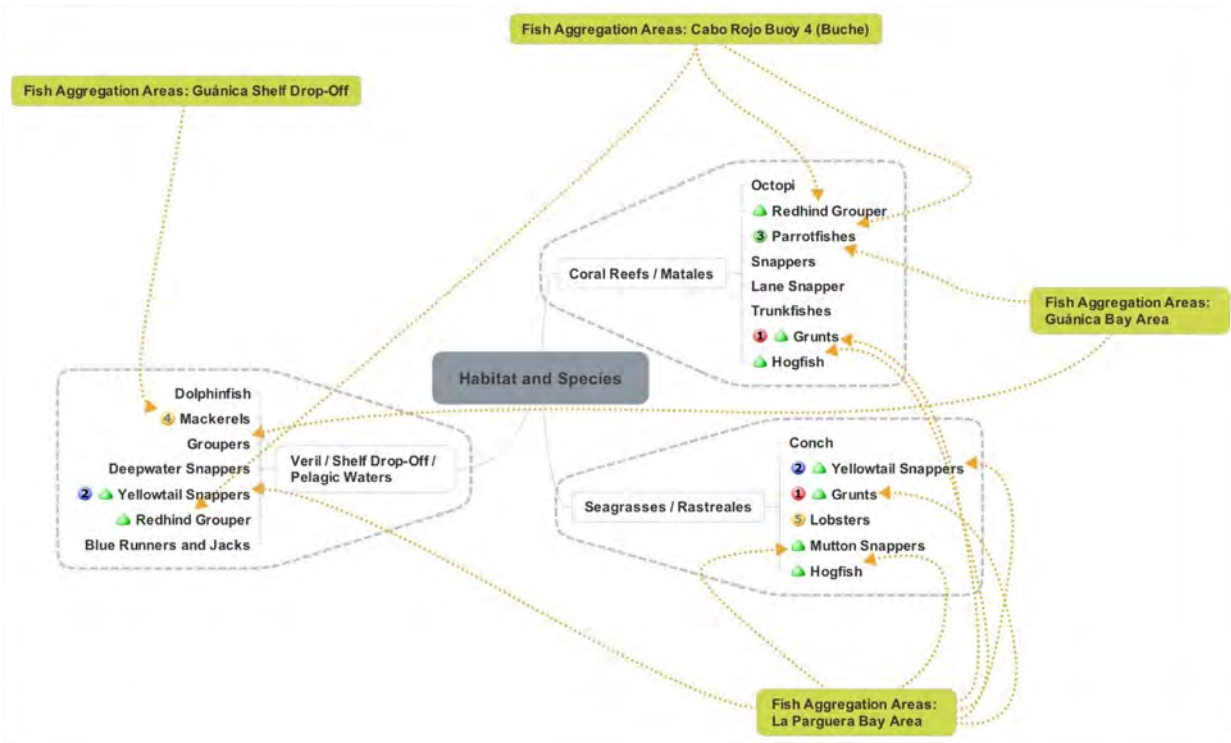 Fish Aggregation Areas: Cabo Rojo Buoy 4 (Buche)
Fish Aggregation Areas: Guánica Shelf Drop-Off
Octopi
Redhind Grouper
3 Parrotfishes
Snappers
Lane Snapper
Trunkfishes
1 Grunts
Hogfish
Coral Reefs / Matales
Fish Aggregation Areas:
Guánica Bay Area
Habitat and Species
Dolphinfish
4 Mackerels
Groupers
Deepwater Snappers
2 Yellowtail Snappers
Redhind Grouper
Blue Runners and Jacks
Veril / Shelf Drop-Off /
Pelagic Waters
Seagrasses / Rastreales
Conch
2 Yellowtail Snappers
1 Grunts
5 Lobsters
Mutton Snappers
Hogfish
Fish Aggregation Areas:
La Parguera Bay Area